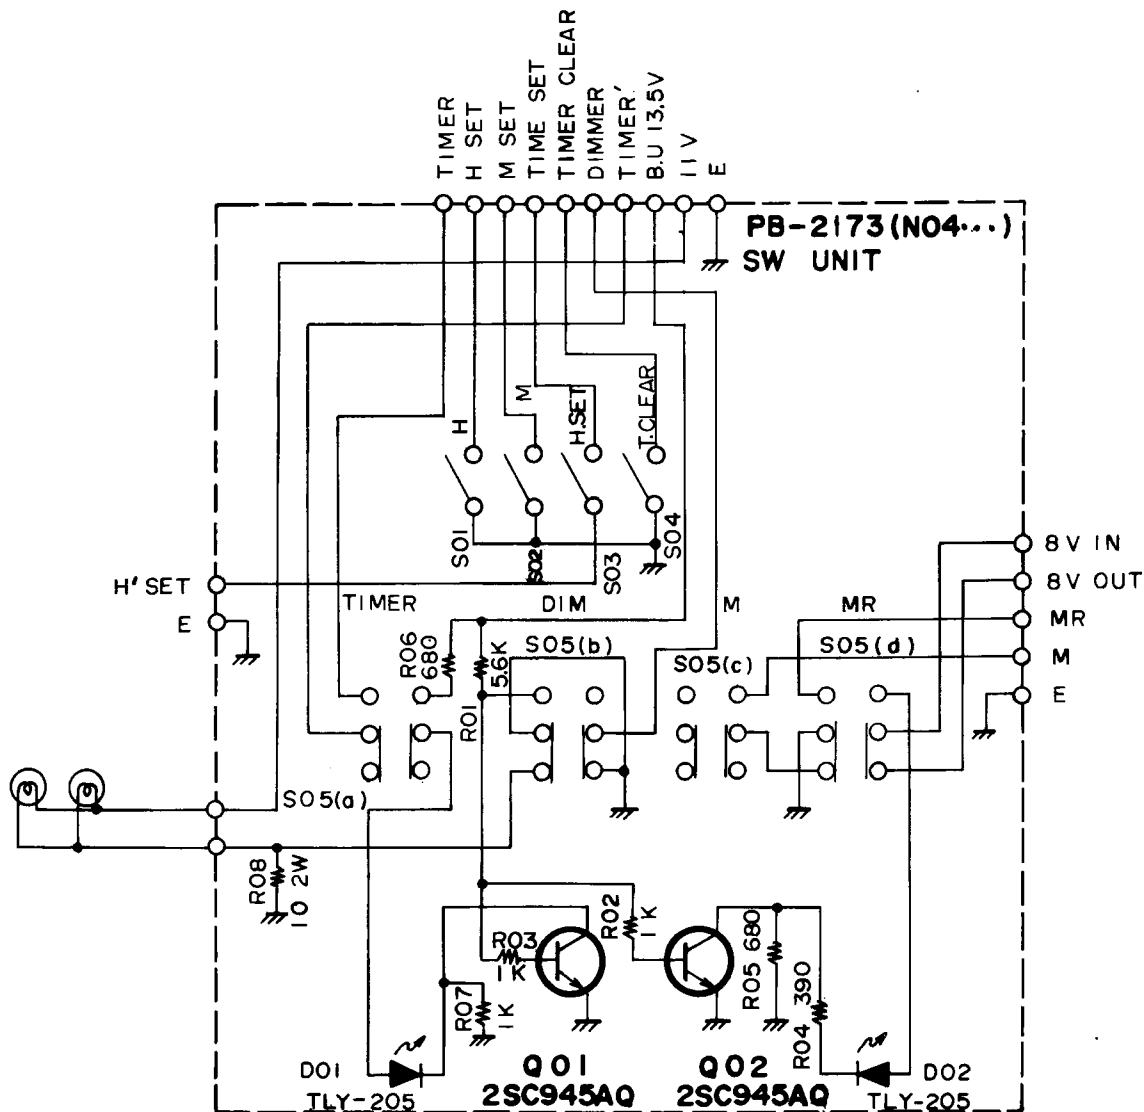 TIMER
H SET
M SET
TIME SET
TIMER CLEAR
DIMMER
TIMER'
B.U 13.5V
11V
E
PB-2173(NO4···)
SW UNIT
H
M
H.SET
T.CLEAR
S01
S02
S03
S04
H' SET
E
8V IN
8V OUT
MR
M
E
TIMER
DIM
M
MR
R06
680
R01
5.6K
S05(b)
S05(c)
S05(d)
S05(a)
R08
10 2W
R03
1K
R02
1K
R07
1K
R05 680
R04 390
D01
TLY-205
Q01
2SC945AQ
Q02
2SC945AQ
D02
TLY-205